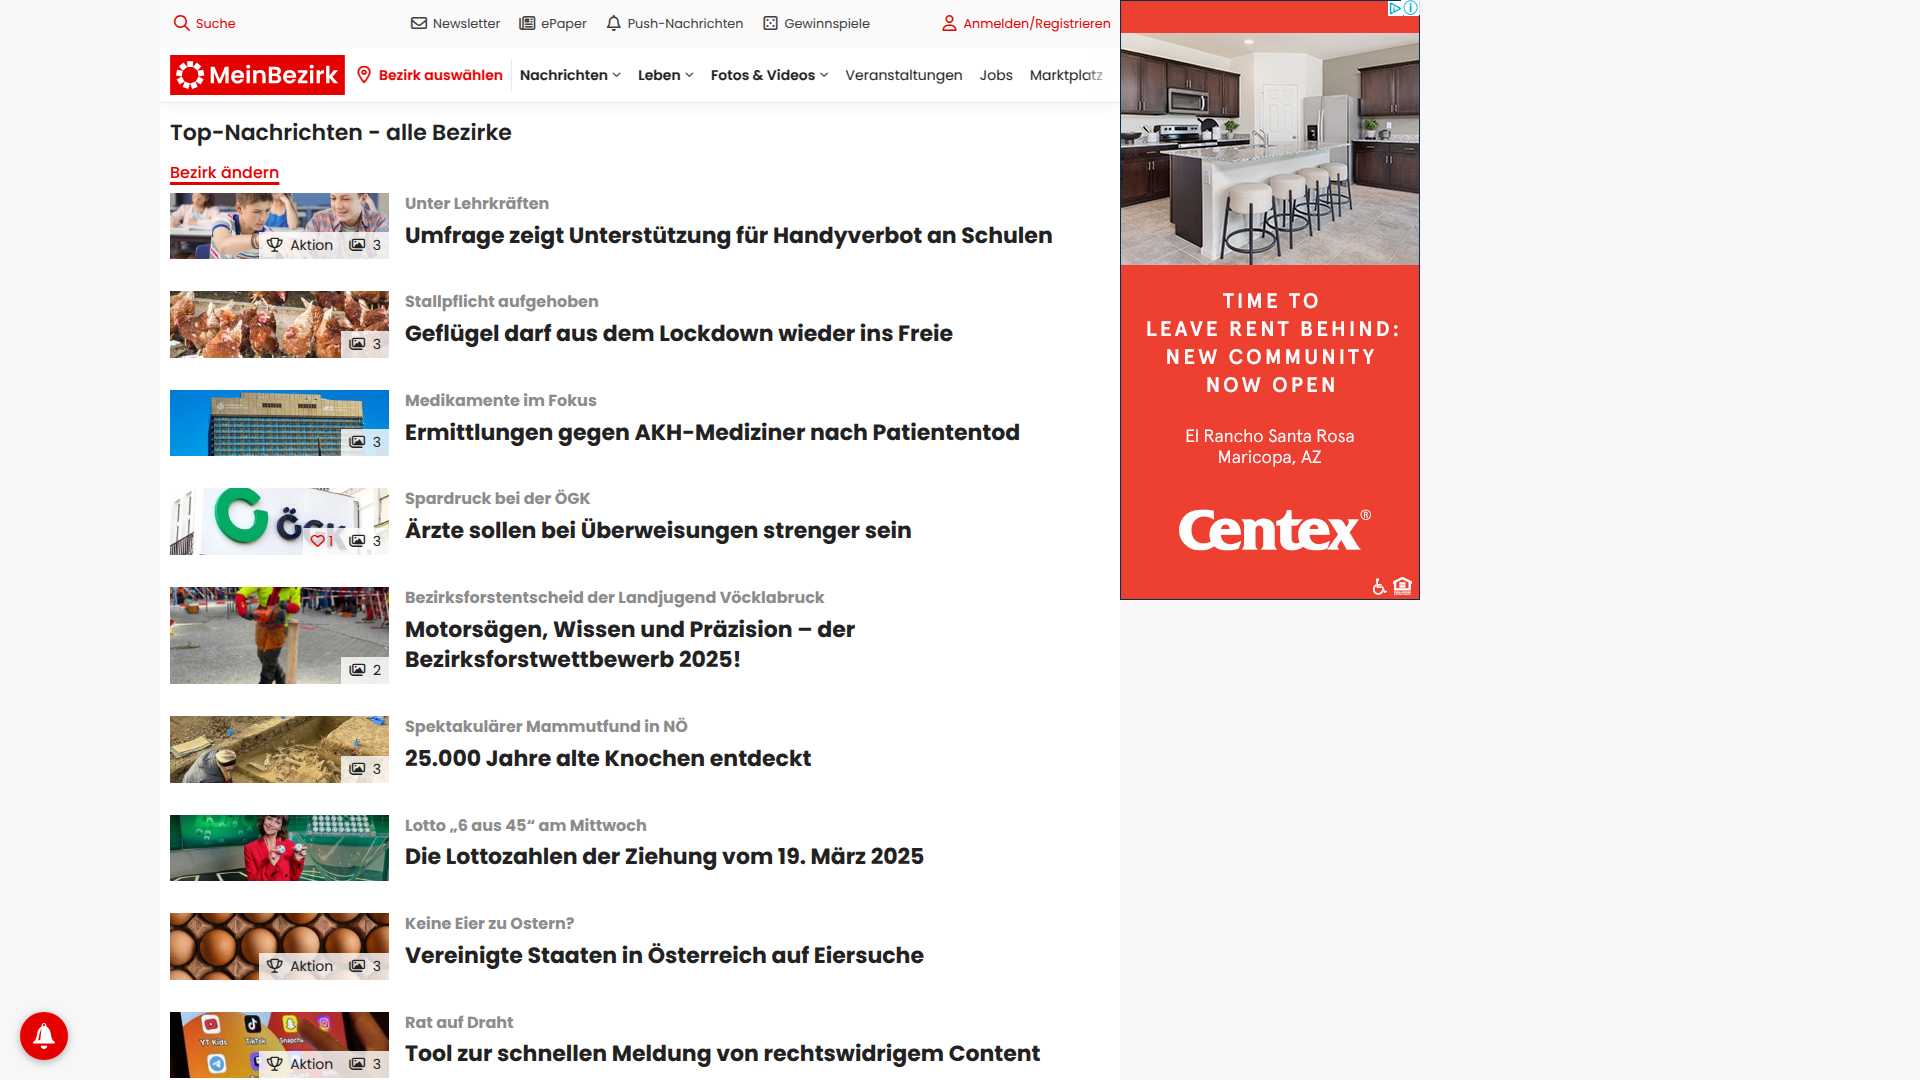 Suche
Newsletter
ePaper
Push-Nachrichten
Gewinnspiele
Anmelden/Registrieren
MeinBezirk
Bezirk auswählen
Nachrichten
Leben
Fotos & Videos
Veranstaltungen
Jobs
Marktplatz
Top-Nachrichten - alle Bezirke
Bezirk ändern
Aktion 3
Unter Lehrkräften
Umfrage zeigt Unterstützung für Handyverbot an Schulen
3
Stallpflicht aufgehoben
Geflügel darf aus dem Lockdown wieder ins Freie
3
Medikamente im Fokus
Ermittlungen gegen AKH-Mediziner nach Patiententod
ÖGK
1 3
Spardruck bei der ÖGK
Ärzte sollen bei Überweisungen strenger sein
2
Bezirksforstentscheid der Landjugend Vöcklabruck
Motorsägen, Wissen und Präzision – der
Bezirksforstwettbewerb 2025!
3
Spektakulärer Mammutfund in NÖ
25.000 Jahre alte Knochen entdeckt
Lotto „6 aus 45“ am Mittwoch
Die Lottozahlen der Ziehung vom 19. März 2025
Aktion 3
Keine Eier zu Ostern?
Vereinigte Staaten in Österreich auf Eiersuche
YT Kids
TikTok
Snapchat
Aktion 3
Rat auf Draht
Tool zur schnellen Meldung von rechtswidrigem Content
TIME TO
LEAVE RENT BEHIND:
NEW COMMUNITY
NOW OPEN
El Rancho Santa Rosa
Maricopa, AZ
Centex®